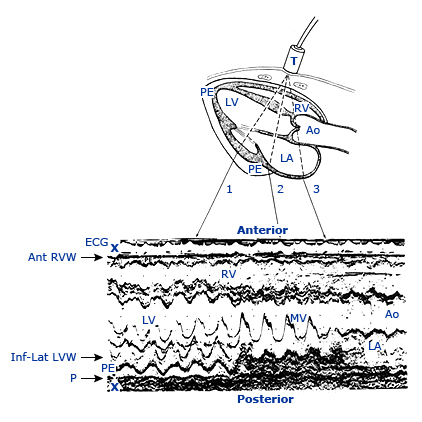 T
PE
LV
RV
Ao
LA
PE
1 2 3
Anterior
ECG
X
Ant RVW
RV
Ao
LV
MV
LA
Inf-Lat LVW
PE
P
X
Posterior